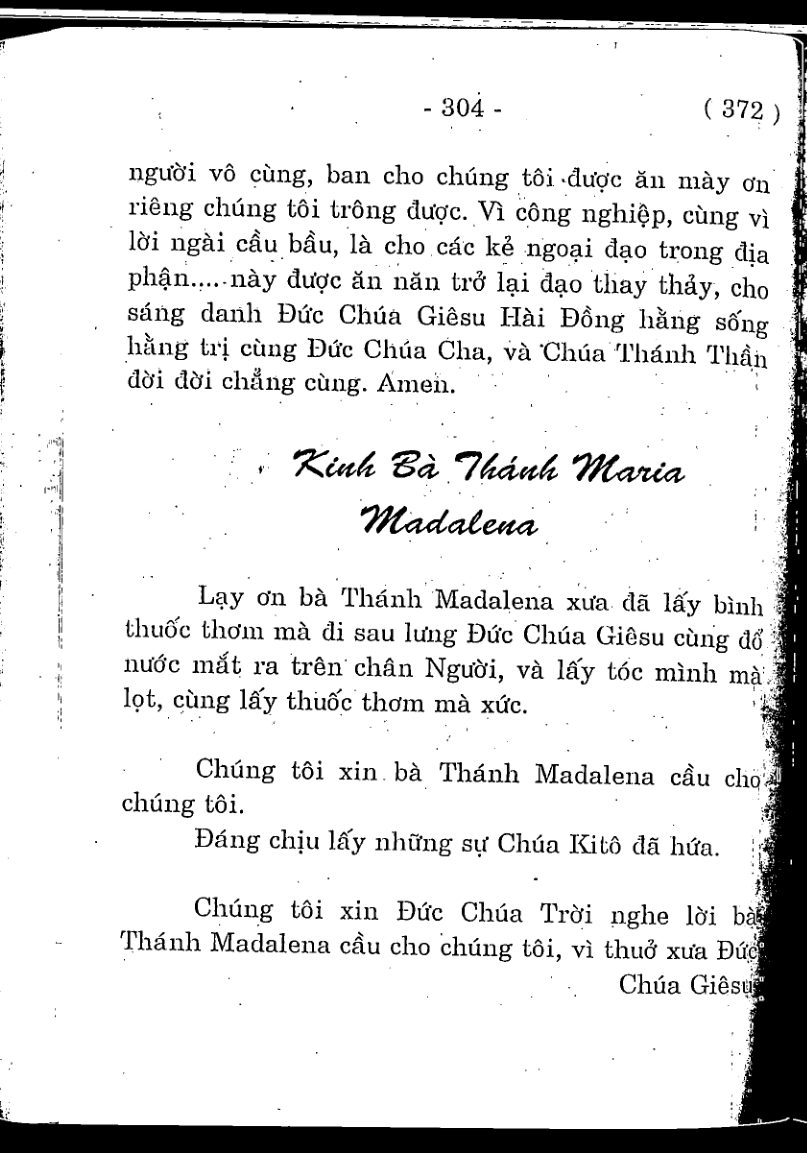 - 304 - ( 372 )
người vô cùng, ban cho chúng tôi được ăn mày ơn
riêng chúng tôi trông được. Vì công nghiệp, cùng vì
lời ngài cầu bầu, là cho các kẻ ngoại đạo trong địa
phận..... này được ăn năn trở lại đạo thay thảy, cho
sáng danh Đức Chúa Giêsu Hài Đồng hằng sống
hằng trị cùng Đức Chúa Cha, và Chúa Thánh Thần
đời đời chẳng cùng. Amen.
Kinh Bà Thánh Maria
Madalena
Lạy ơn bà Thánh Madalena xưa đã lấy bình
thuốc thơm mà đi sau lưng Đức Chúa Giêsu cùng đổ
nước mắt ra trên chân Người, và lấy tóc mình mà
lọt, cùng lấy thuốc thơm mà xức.
Chúng tôi xin bà Thánh Madalena cầu cho
chúng tôi.
Đáng chịu lấy những sự Chúa Kitô đã hứa.
Chúng tôi xin Đức Chúa Trời nghe lời bà
Thánh Madalena cầu cho chúng tôi, vì thuở xưa Đức
Chúa Giêsu